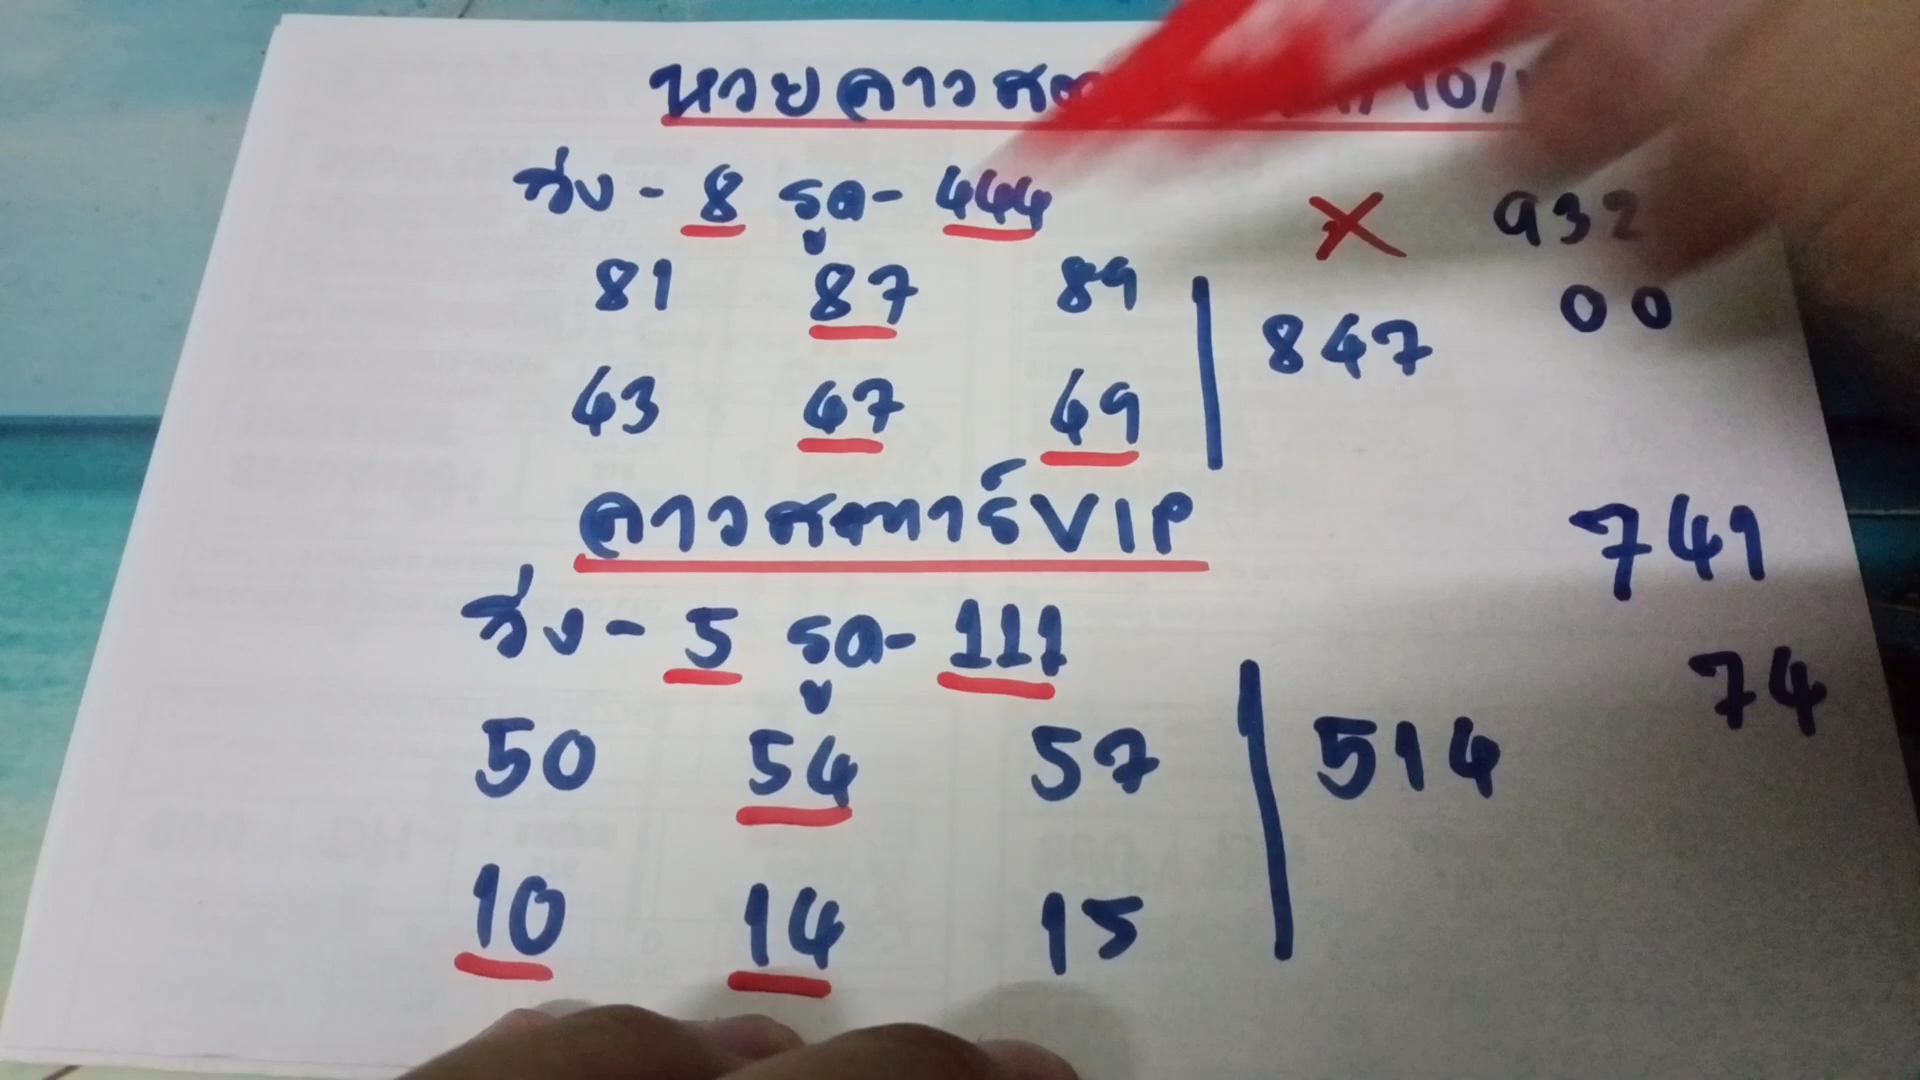 หวยลาวส /10/
วิ่ง - 8 รูด - 444
X 932
81 87 89
00
847
43 47 49
ลาวสตาร์VIP
741
วิ่ง - 5 รูด - 111
74
50 54 57
514
10 14 15